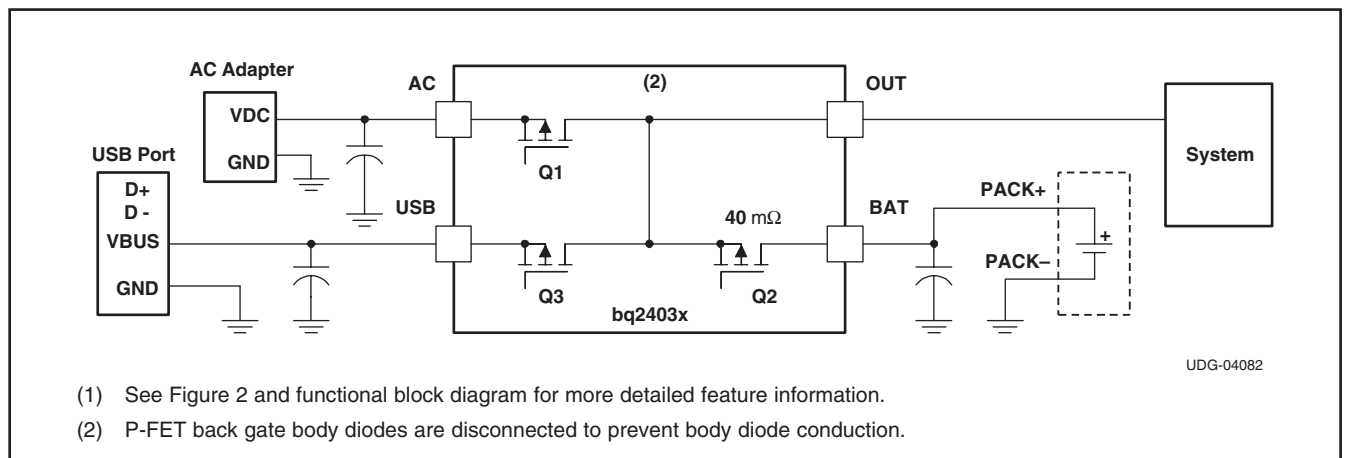 AC Adapter
VDC
GND
USB Port
D+
D -
VBUS
GND
AC
(2)
OUT
Q1
USB
40 mΩ
BAT
Q3
Q2
bq2403x
PACK+
+
PACK–
System
UDG-04082
(1) See Figure 2 and functional block diagram for more detailed feature information.
(2) P-FET back gate body diodes are disconnected to prevent body diode conduction.